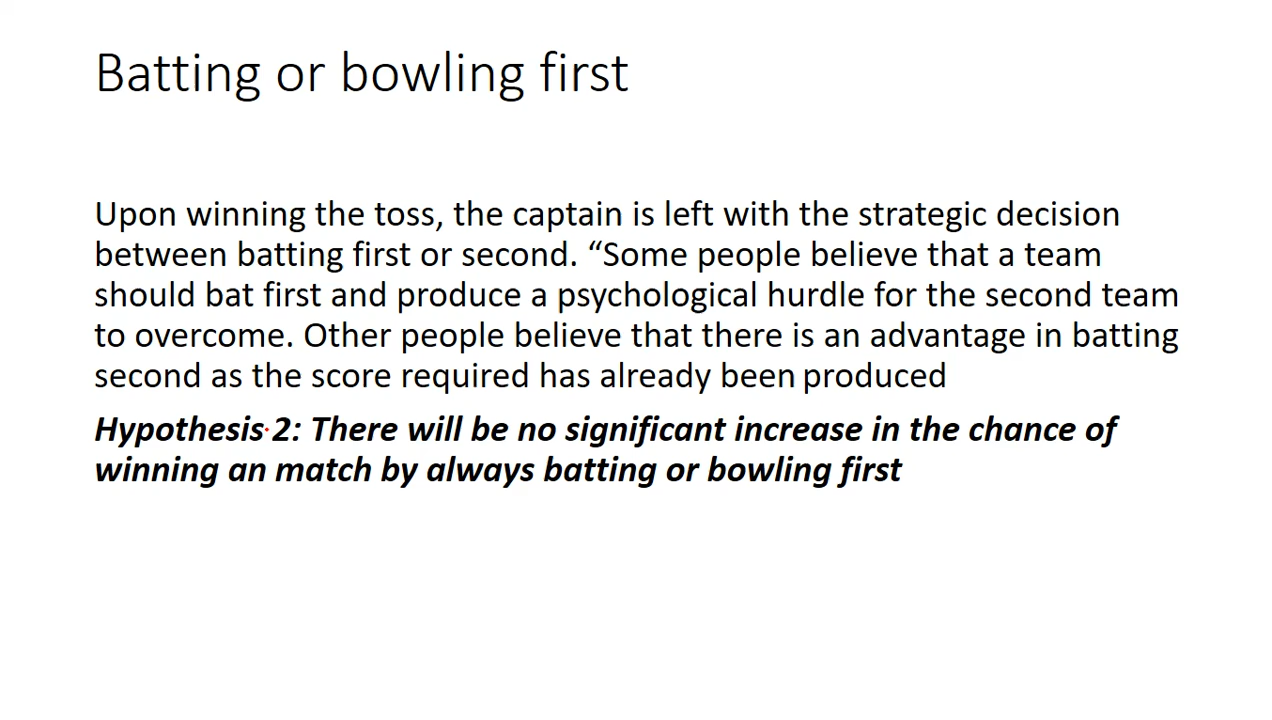 Batting or bowling first
Upon winning the toss, the captain is left with the strategic decision
between batting first or second. “Some people believe that a team
should bat first and produce a psychological hurdle for the second team
to overcome. Other people believe that there is an advantage in batting
second as the score required has already been produced
Hypothesis 2: There will be no significant increase in the chance of
winning an match by always batting or bowling first